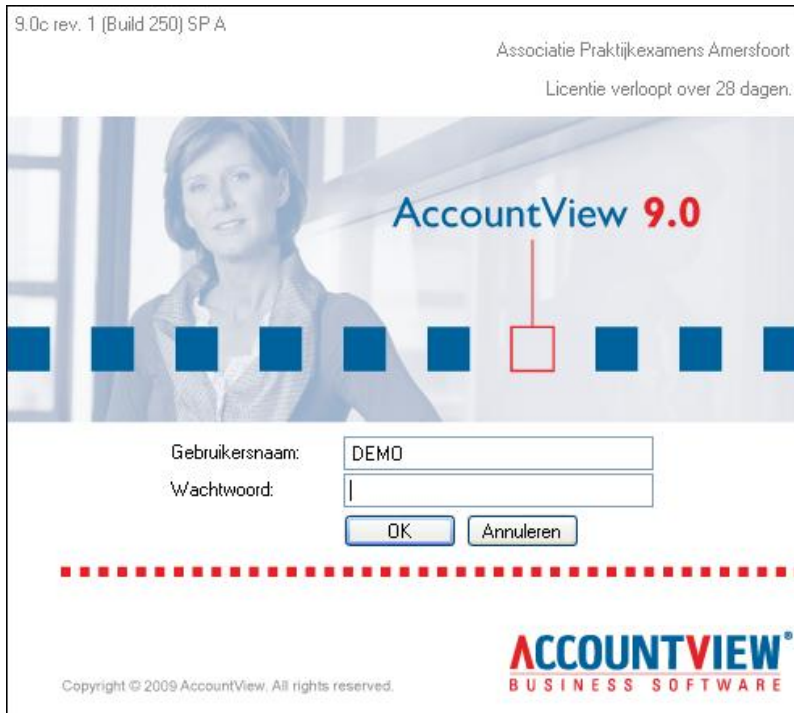 9.0c rev. 1 (Build 250) SP A
Associatie Praktijkexamens Amersfoort
Licentie verloopt over 28 dagen.
AccountView 9.0
Gebruikersnaam: DEMO
Wachtwoord:
OK Annuleren
ACCOUNTVIEW®
BUSINESS SOFTWARE
Copyright © 2009 AccountView. All rights reserved.